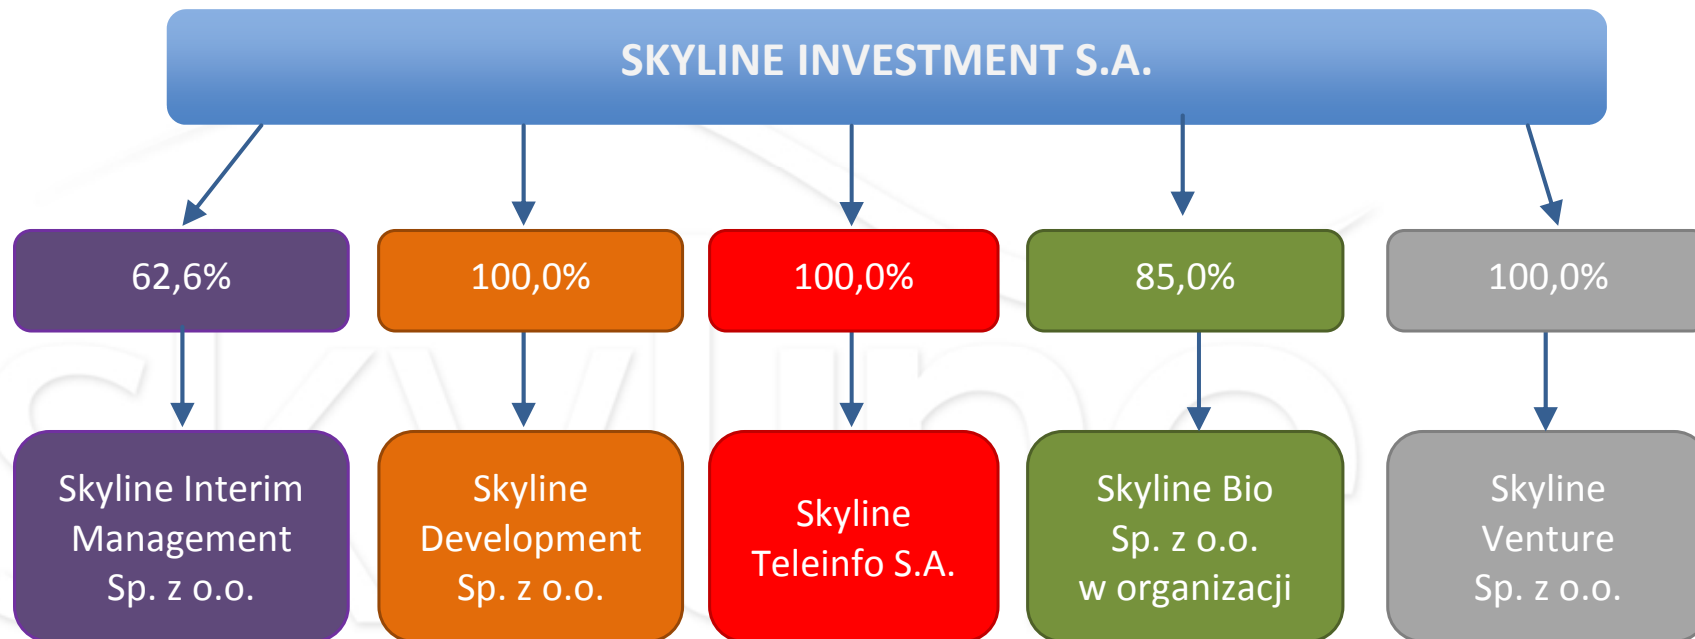 SKYLINE INVESTMENT S.A.
62,6%
100,0%
100,0%
85,0%
100,0%
Skyline Interim
Management
Sp. z o.o.
Skyline
Development
Sp. z o.o.
Skyline
Teleinfo S.A.
Skyline Bio
Sp. z o.o.
w organizacji
Skyline
Venture
Sp. z o.o.
skyline